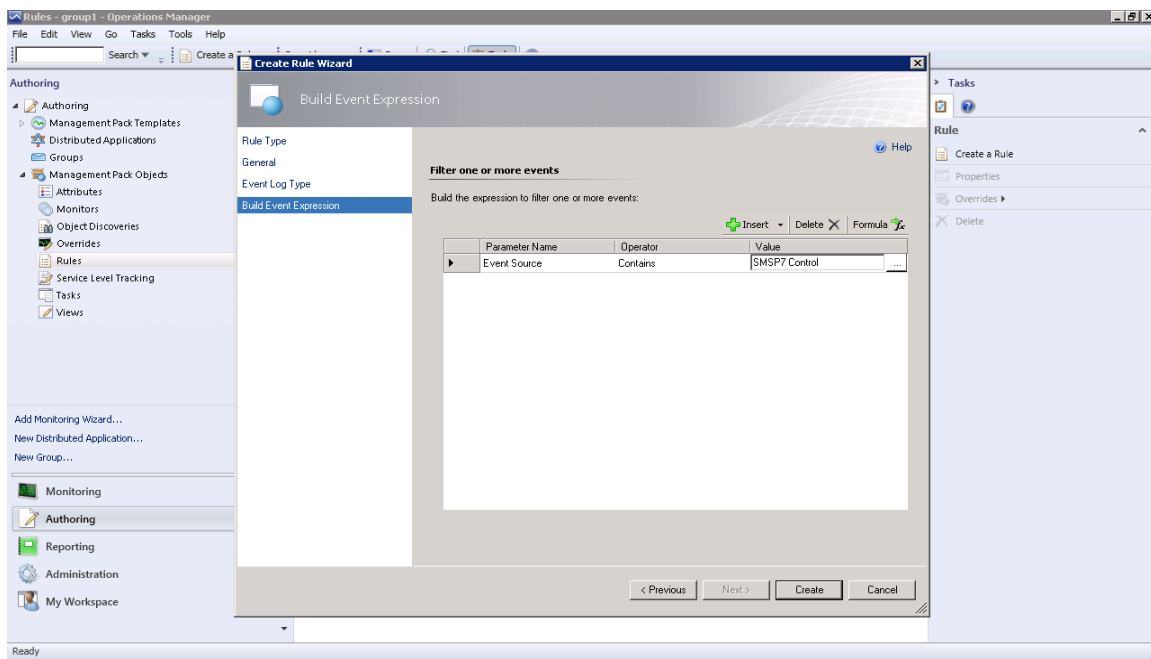 Rules - group1 - Operations Manager
File Edit View Go Tasks Tools Help
Search Create a
Authoring
Authoring
Management Pack Templates
Distributed Applications
Groups
Management Pack Objects
Attributes
Monitors
Object Discoveries
Overrides
Rules
Service Level Tracking
Tasks
Views
Add Monitoring Wizard...
New Distributed Application...
New Group...
Monitoring
Authoring
Reporting
Administration
My Workspace
Ready
Create Rule Wizard
Build Event Expression
Rule Type
General
Event Log Type
Build Event Expression
Help
Filter one or more events
Build the expression to filter one or more events:
Insert Delete Formula
Parameter Name Operator Value
Event Source Contains SMSP7 Control ...
< Previous Next > Create Cancel
Tasks
Rule
Create a Rule
Properties
Overrides
Delete